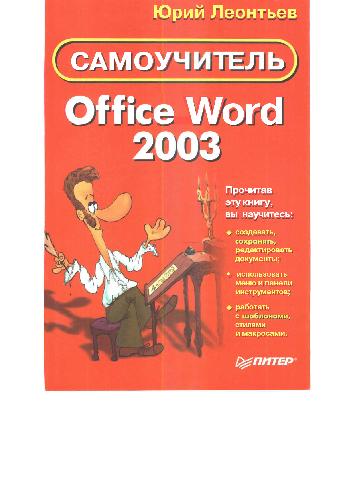 Юрий Леонтьев
САМОУЧИТЕЛЬ
Office Word
2003
Прочитав
эту книгу,
вы научитесь:
создавать,
сохранять,
редактировать
документы;
использовать
меню и панели
инструментов;
работать
с шаблонами,
стилями
и макросами.
ПИТЕР